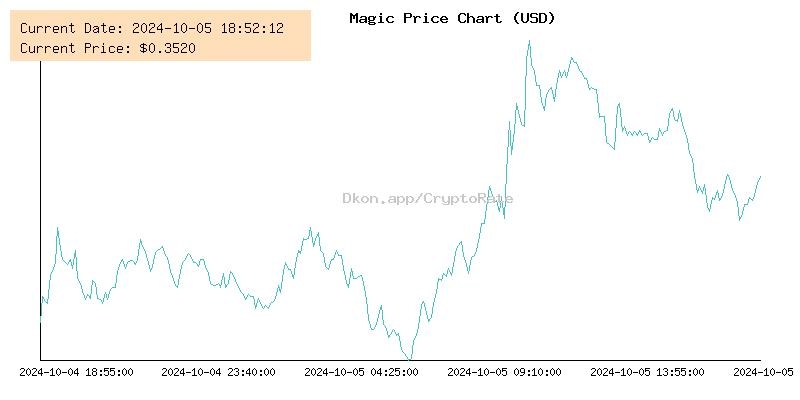 Magic Price Chart (USD)
Current Date: 2024-10-05 18:52:12
Current Price: $0.3520
Dkon.app/CryptoRate
2024-10-04 18:55:00
2024-10-04 23:40:00
2024-10-05 04:25:00
2024-10-05 09:10:00
2024-10-05 13:55:00
2024-10-05